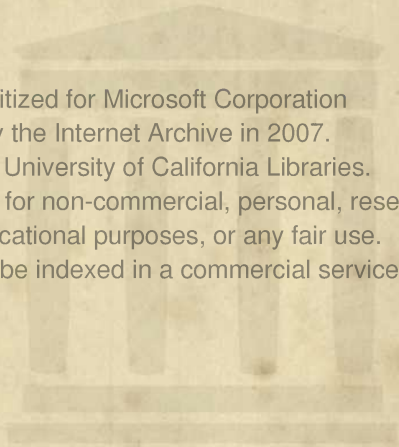 itized for Microsoft Corporation
the Internet Archive in 2007.
University of California Libraries.
for non-commercial, personal, rese
cational purposes, or any fair use.
be indexed in a commercial service